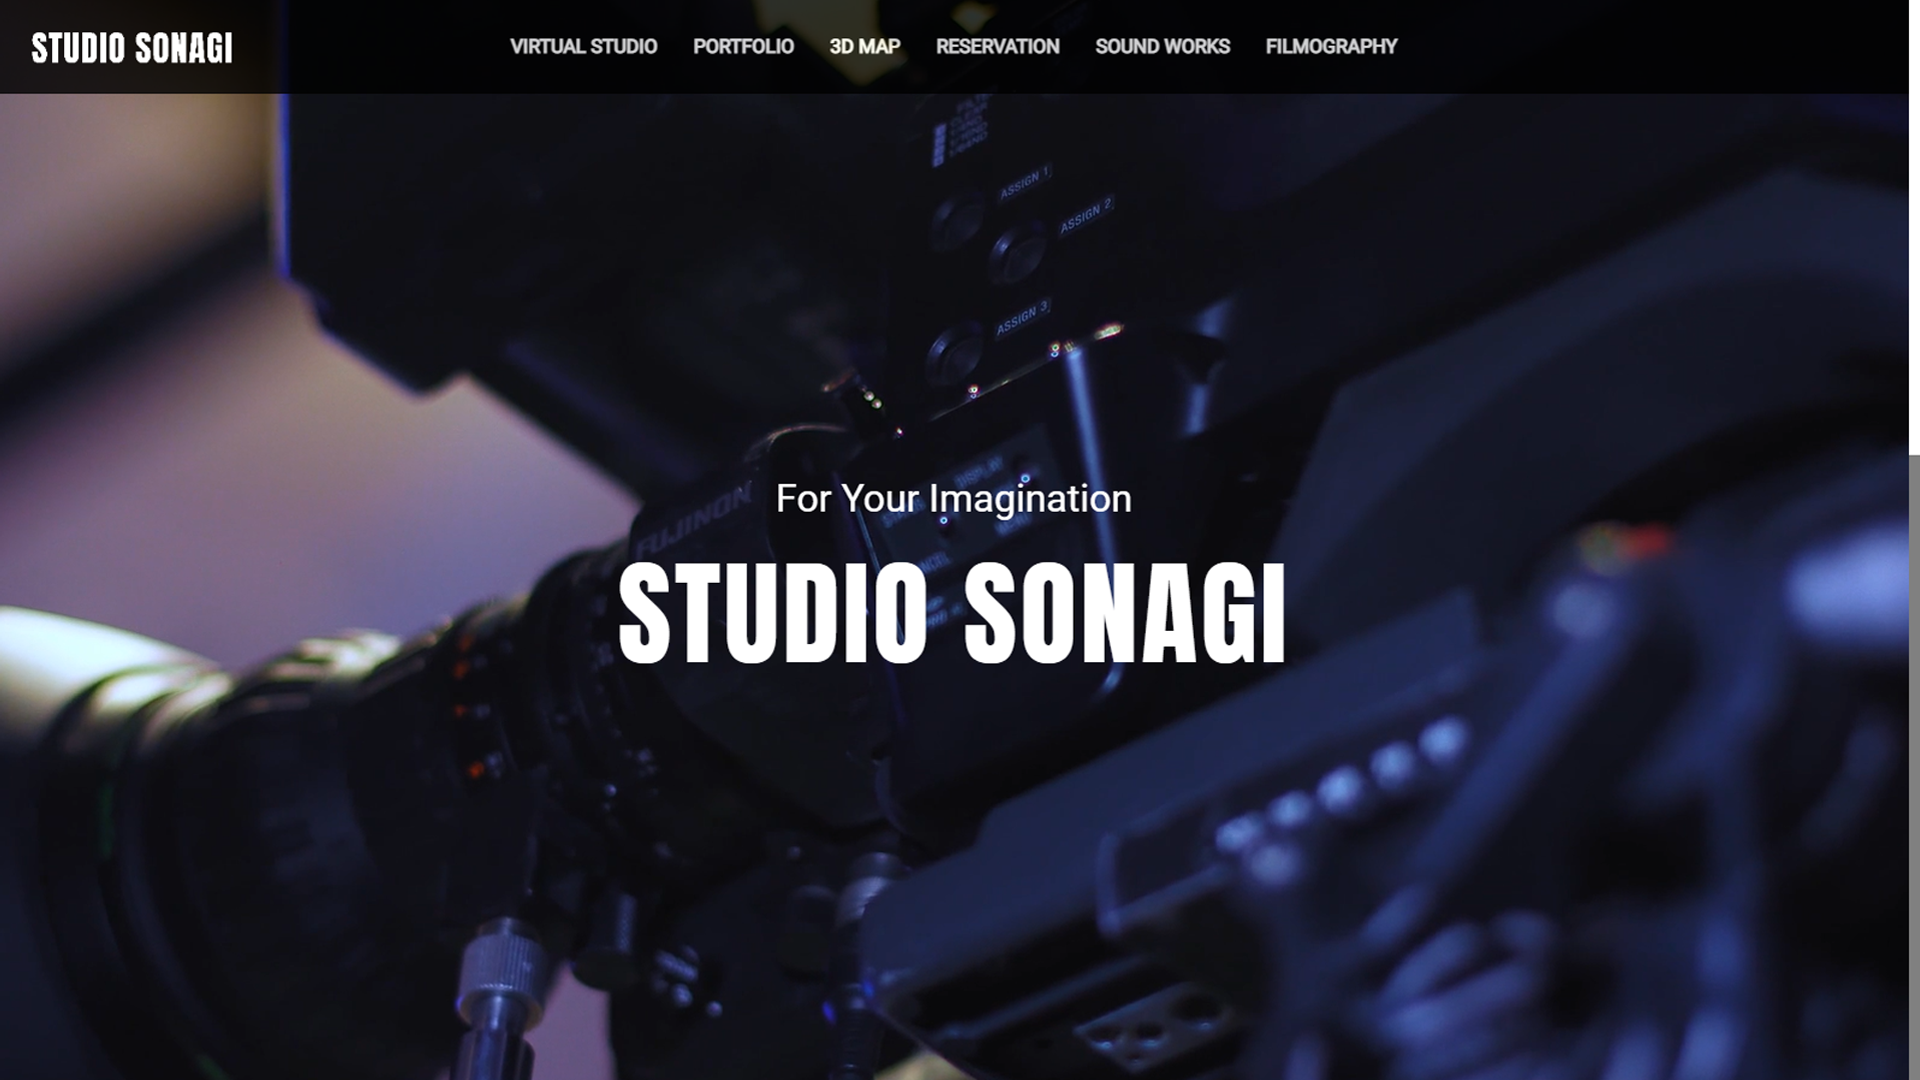 STUDIO SONAGI
VIRTUAL STUDIO PORTFOLIO 3D MAP RESERVATION SOUND WORKS FILMOGRAPHY
ASSIGN 1
ASSIGN 2
ASSIGN 3
FUJINON
DISPLAY
For Your Imagination
STUDIO SONAGI